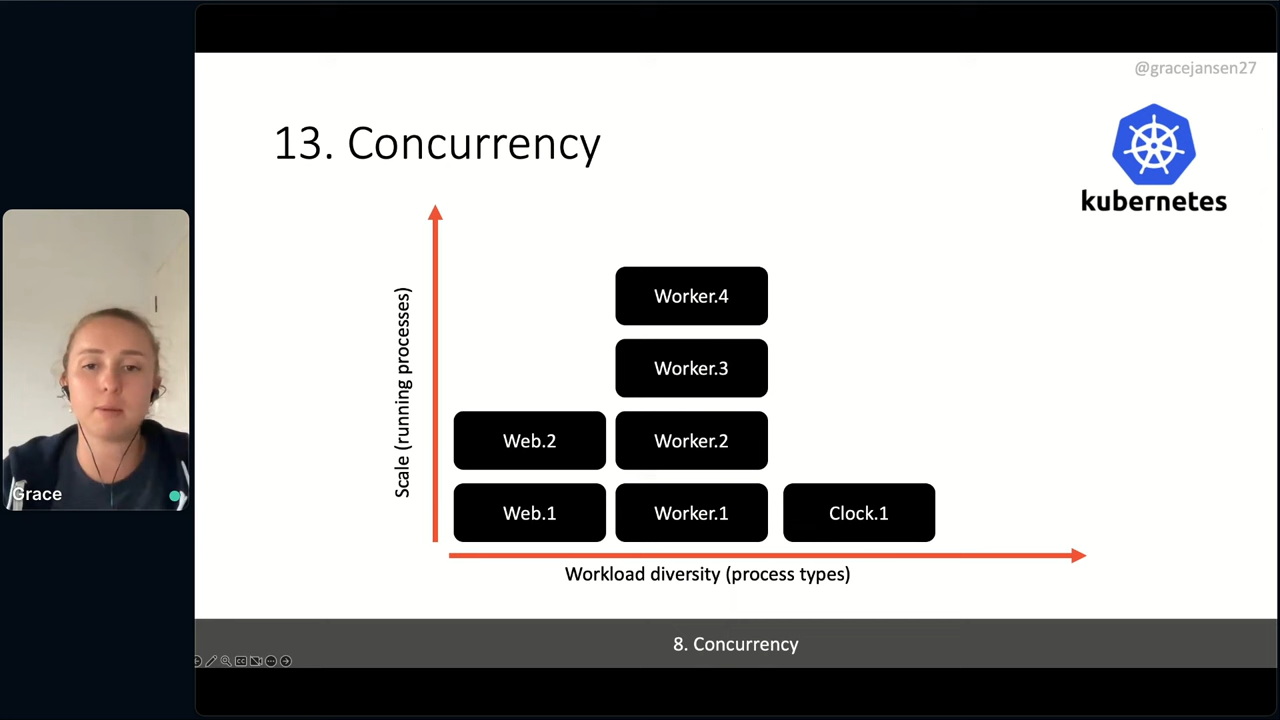 @gracejansen27
13. Concurrency
kubernetes
Scale (running processes)
Worker.4
Worker.3
Web.2
Worker.2
Web.1
Worker.1
Clock.1
Workload diversity (process types)
8. Concurrency
Grace